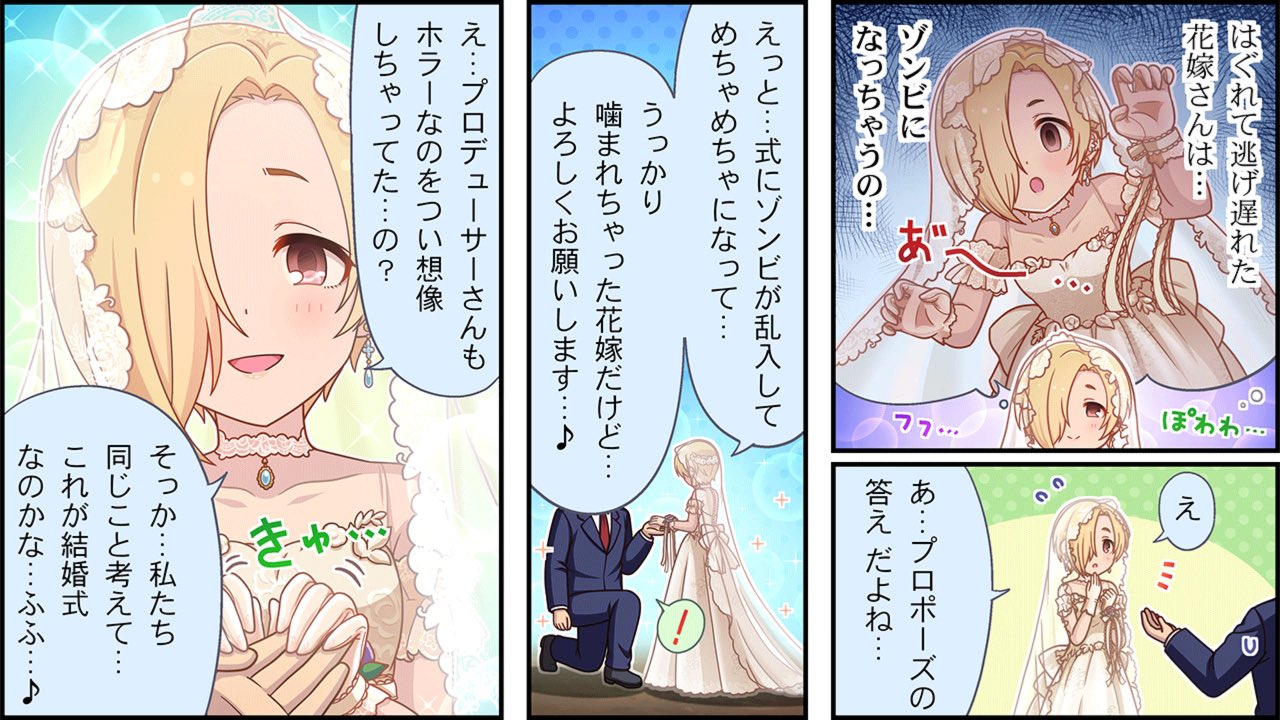 はぐれて逃げ遅れた
花嫁さんは…
ゾンビに
なっちゃうの…
あ゙〜…
フフ…
ぽわわ…
え
あ…プロポーズの
答えだよね…
えっと…式にゾンビが乱入して
めちゃめちゃになって…
うっかり
噛まれちゃった花嫁だけど…
よろしくお願いします…♪
！
え…プロデューサーさんも
ホラーなのをつい想像
しちゃってた…の？
きゅ…
そっか…私たち
同じこと考えて…
これが結婚式
なのかな…ふふ…♪